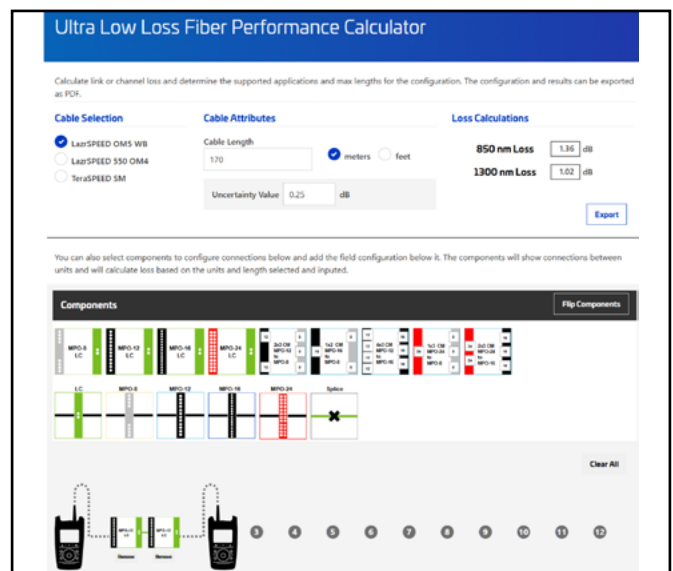 Ultra Low Loss Fiber Performance Calculator
Calculate link or channel loss and determine the supported applications and max lengths for the configuration. The configuration and results can be exported
as PDF.
Cable Selection
Cable Attributes
Loss Calculations
LazrSPEED OM5 WB
LazrSPEED 550 OM4
TeraSPEED SM
Cable Length
170
meters
feet
Uncertainty Value
0.25
dB
850 nm Loss
1.36
dB
1300 nm Loss
1.02
dB
Export
You can also select components to configure connections below and add the field configuration below it. The components will show connections between
units and will calculate loss based on the units and length selected and inputed.
Components
Flip Components
MPO-8
LC
MPO-12
LC
MPO-16
LC
MPO-24
LC
LC
MPO-8
MPO-12
MPO-16
MPO-24
Splice
Clear All
Remove
Remove
3
4
5
6
7
8
9
10
11
12